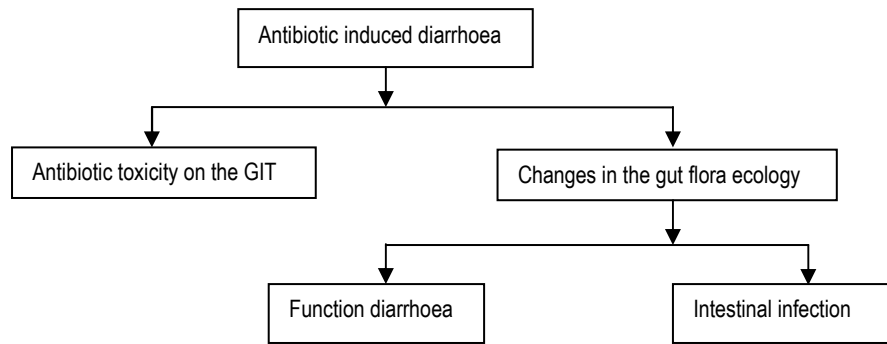 Antibiotic induced diarrhoea
Antibiotic toxicity on the GIT
Changes in the gut flora ecology
Function diarrhoea
Intestinal infection